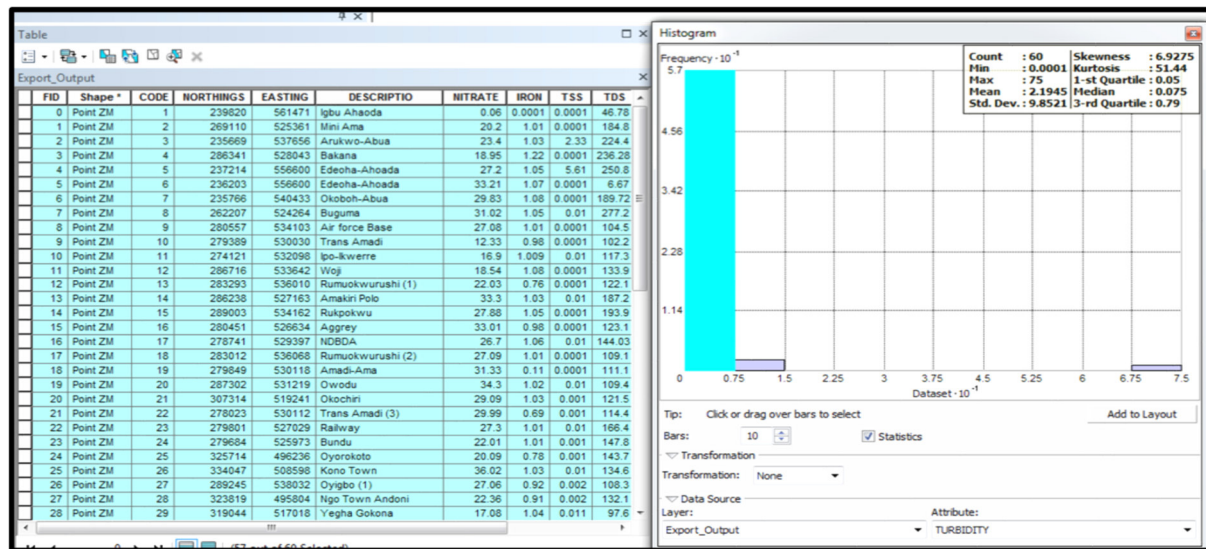 Table
Export_Output
FID Shape * CODE NORTHINGS EASTING DESCRIPTIO NITRATE IRON TSS TDS
0 Point ZM 1 239820 561471 Igbu Ahaoda 0.06 0.0001 0.0001 46.78
1 Point ZM 2 269110 525361 Mini Ama 20.2 1.01 0.0001 184.8
2 Point ZM 3 235669 537656 Arukwo-Abua 23.4 1.03 2.33 224.4
3 Point ZM 4 286341 528043 Bakana 18.95 1.22 0.0001 236.28
4 Point ZM 5 237214 556600 Edeoha-Ahoada 27.2 1.05 5.61 250.8
5 Point ZM 6 236203 556600 Edeoha-Ahoada 33.21 1.07 0.0001 6.67
6 Point ZM 7 235766 540433 Okoboh-Abua 29.83 1.08 0.0001 189.72
7 Point ZM 8 262207 524264 Buguma 31.02 1.05 0.01 277.2
8 Point ZM 9 280557 534103 Air force Base 27.08 1.01 0.0001 104.5
9 Point ZM 10 279389 530030 Trans Amadi 12.33 0.98 0.0001 102.2
10 Point ZM 11 274121 532098 Ipo-Ikwerre 16.9 1.009 0.01 117.3
11 Point ZM 12 286716 533642 Woji 18.54 1.08 0.0001 133.9
12 Point ZM 13 283293 536010 Rumuokwurushi (1) 22.03 0.76 0.0001 122.1
13 Point ZM 14 286238 527163 Amakiri Polo 33.3 1.03 0.01 187.2
14 Point ZM 15 289003 534162 Rukpokwu 27.88 1.05 0.0001 193.9
15 Point ZM 16 280451 526634 Aggrey 33.01 0.98 0.0001 123.1
16 Point ZM 17 278741 529397 NDBDA 26.7 1.06 0.01 144.03
17 Point ZM 18 283012 536068 Rumuokwurushi (2) 27.09 1.01 0.0001 109.1
18 Point ZM 19 279849 530118 Amadi-Ama 31.33 0.11 0.0001 111.1
19 Point ZM 20 287302 531219 Owodu 34.3 1.02 0.01 109.4
20 Point ZM 21 307314 519241 Okochiri 29.09 1.03 0.001 121.5
21 Point ZM 22 278023 530112 Trans Amadi (3) 29.99 0.69 0.001 114.4
22 Point ZM 23 279801 527029 Railway 27.3 1.01 0.001 166.4
23 Point ZM 24 279684 525973 Bundu 22.01 1.01 0.001 147.8
24 Point ZM 25 325714 496236 Oyorokoto 20.09 0.78 0.001 143.7
25 Point ZM 26 334047 508598 Kono Town 36.02 1.03 0.01 134.6
26 Point ZM 27 289245 538032 Oyigbo (1) 27.06 0.92 0.002 108.3
27 Point ZM 28 323819 495804 Ngo Town Andoni 22.36 0.91 0.002 132.1
28 Point ZM 29 319044 517018 Yegha Gokona 17.08 1.04 0.011 97.6
Histogram
Frequency · 10⁻¹
Count : 60 Skewness : 6.9275
Min : 0.0001 Kurtosis : 51.44
Max : 75 1-st Quartile : 0.05
Mean : 2.1945 Median : 0.075
Std. Dev. : 9.8521 3-rd Quartile : 0.79
5.7
4.56
3.42
2.28
1.14
0 0.75 1.5 2.25 3 3.75 4.5 5.25 6 6.75 7.5
Dataset · 10⁻¹
Tip: Click or drag over bars to select Add to Layout
Bars: 10 Statistics
Transformation
Transformation: None
Data Source
Layer: Attribute:
Export_Output TURBIDITY